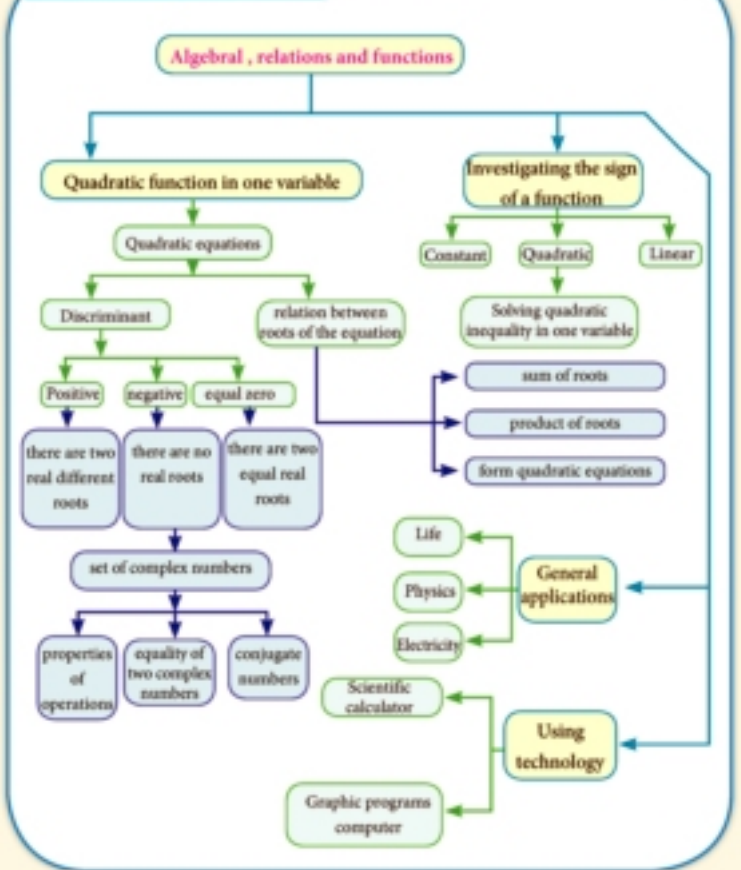 Algebral , relations and functions
Quadratic function in one variable
Investigating the sign
of a function
Quadratic equations
Constant
Quadratic
Linear
Discriminant
relation between
roots of the equation
Solving quadratic
inequality in one variable
Positive
negative
equal zero
sum of roots
product of roots
form quadratic equations
there are two
real different
roots
there are no
real roots
there are two
equal real
roots
set of complex numbers
properties
of
operations
equality of
two complex
numbers
conjugate
numbers
General
applications
Life
Physics
Electricity
Using
technology
Scientific
calculator
Graphic programs
computer